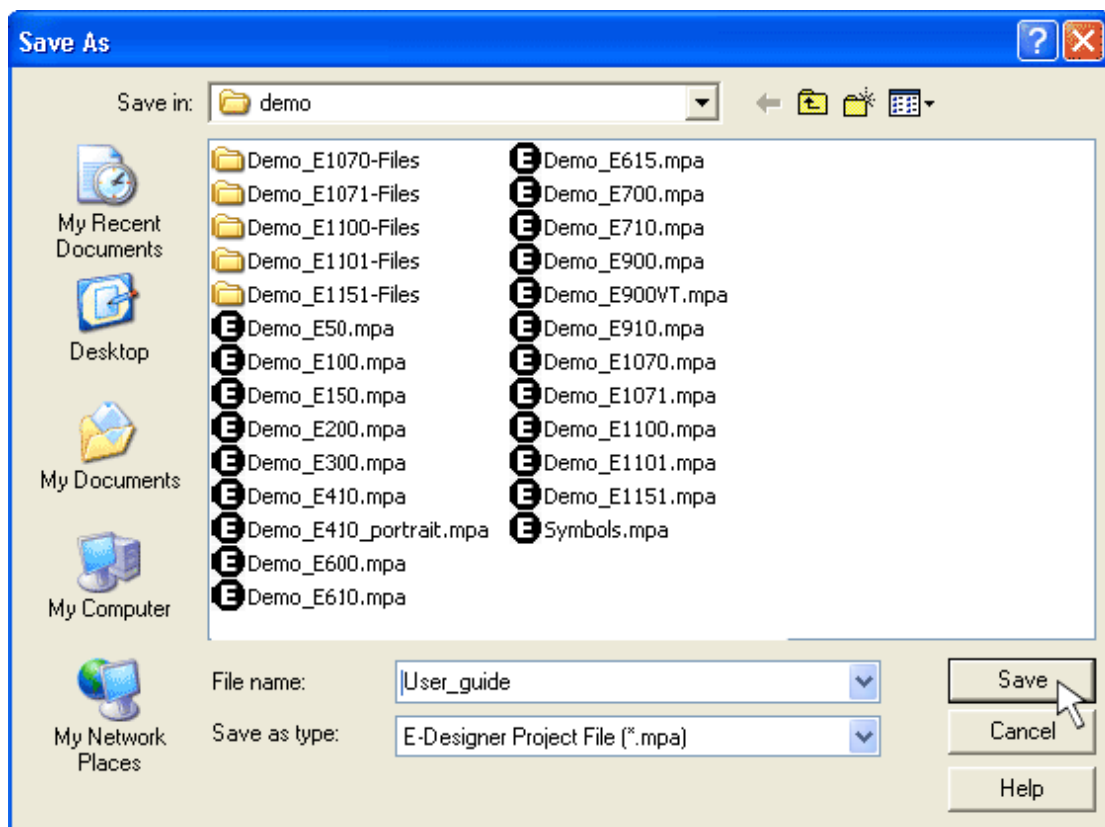 Save As
Save in: demo
My Recent
Documents
Desktop
My Documents
My Computer
My Network
Places
Demo_E1070-Files
Demo_E1071-Files
Demo_E1100-Files
Demo_E1101-Files
Demo_E1151-Files
Demo_E50.mpa
Demo_E100.mpa
Demo_E150.mpa
Demo_E200.mpa
Demo_E300.mpa
Demo_E410.mpa
Demo_E410_portrait.mpa
Demo_E600.mpa
Demo_E610.mpa
Demo_E615.mpa
Demo_E700.mpa
Demo_E710.mpa
Demo_E900.mpa
Demo_E900VT.mpa
Demo_E910.mpa
Demo_E1070.mpa
Demo_E1071.mpa
Demo_E1100.mpa
Demo_E1101.mpa
Demo_E1151.mpa
Symbols.mpa
File name: User_guide
Save as type: E-Designer Project File (*.mpa)
Save
Cancel
Help